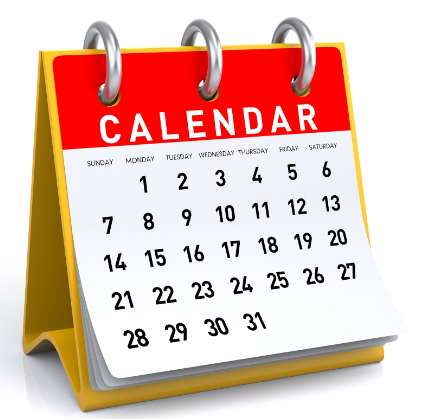 CALENDAR
SUNDAY MONDAY TUESDAY WEDNESDAY THURSDAY FRIDAY SATURDAY
1 2 3 4 5 6
7 8 9 10 11 12 13
14 15 16 17 18 19 20
21 22 23 24 25 26 27
28 29 30 31